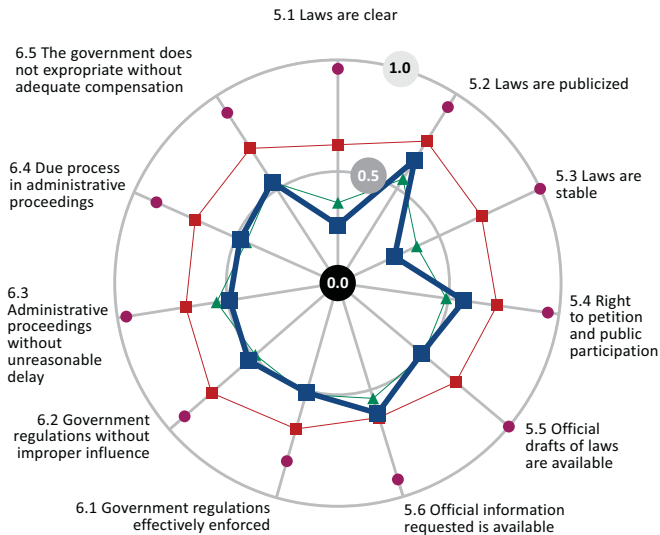 5.1 Laws are clear
6.5 The government does
not expropriate without
adequate compensation
1.0
5.2 Laws are publicized
6.4 Due process
in administrative
proceedings
0.5
5.3 Laws are
stable
0.0
6.3
Administrative
proceedings
without
unreasonable
delay
5.4 Right
to petition
and public
participation
6.2 Government
regulations without
improper influence
5.5 Official
drafts of laws
are available
6.1 Government regulations
effectively enforced
5.6 Official information
requested is available